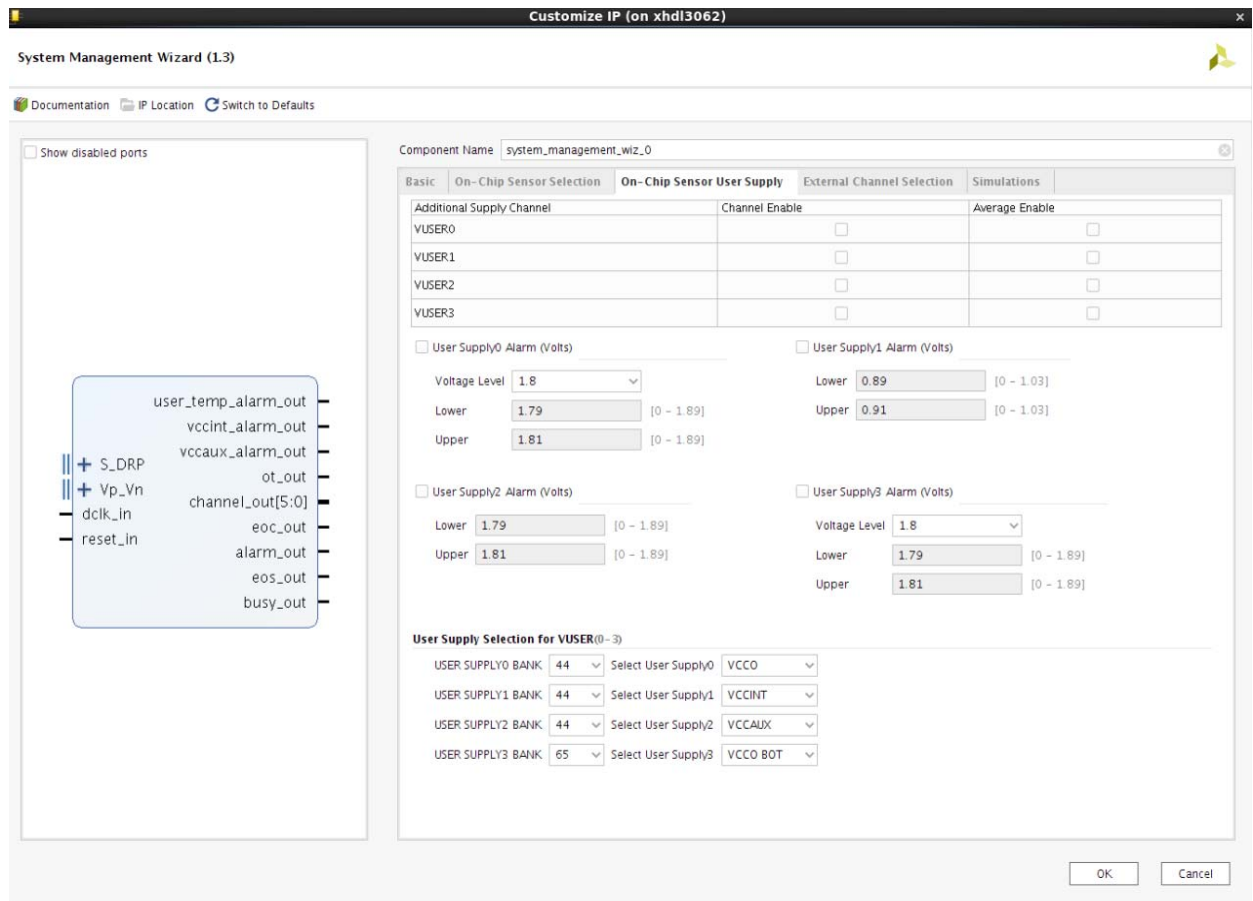 Customize IP (on xhdl3062)
System Management Wizard (1.3)
Documentation IP Location Switch to Defaults
Show disabled ports
user_temp_alarm_out
vccint_alarm_out
vccaux_alarm_out
S_DRP
ot_out
Vp_Vn
channel_out[5:0]
dclk_in
eoc_out
reset_in
alarm_out
eos_out
busy_out
Component Name system_management_wiz_0
Basic On-Chip Sensor Selection On-Chip Sensor User Supply External Channel Selection Simulations
Additional Supply Channel Channel Enable Average Enable
VUSER0
VUSER1
VUSER2
VUSER3
User Supply0 Alarm (Volts)
Voltage Level 1.8
Lower 1.79 [0 - 1.89]
Upper 1.81 [0 - 1.89]
User Supply1 Alarm (Volts)
Lower 0.89 [0 - 1.03]
Upper 0.91 [0 - 1.03]
User Supply2 Alarm (Volts)
Lower 1.79 [0 - 1.89]
Upper 1.81 [0 - 1.89]
User Supply3 Alarm (Volts)
Voltage Level 1.8
Lower 1.79 [0 - 1.89]
Upper 1.81 [0 - 1.89]
User Supply Selection for VUSER(0-3)
USER SUPPLY0 BANK 44 Select User Supply0 VCCO
USER SUPPLY1 BANK 44 Select User Supply1 VCCINT
USER SUPPLY2 BANK 44 Select User Supply2 VCCAUX
USER SUPPLY3 BANK 65 Select User Supply3 VCCO BOT
OK Cancel